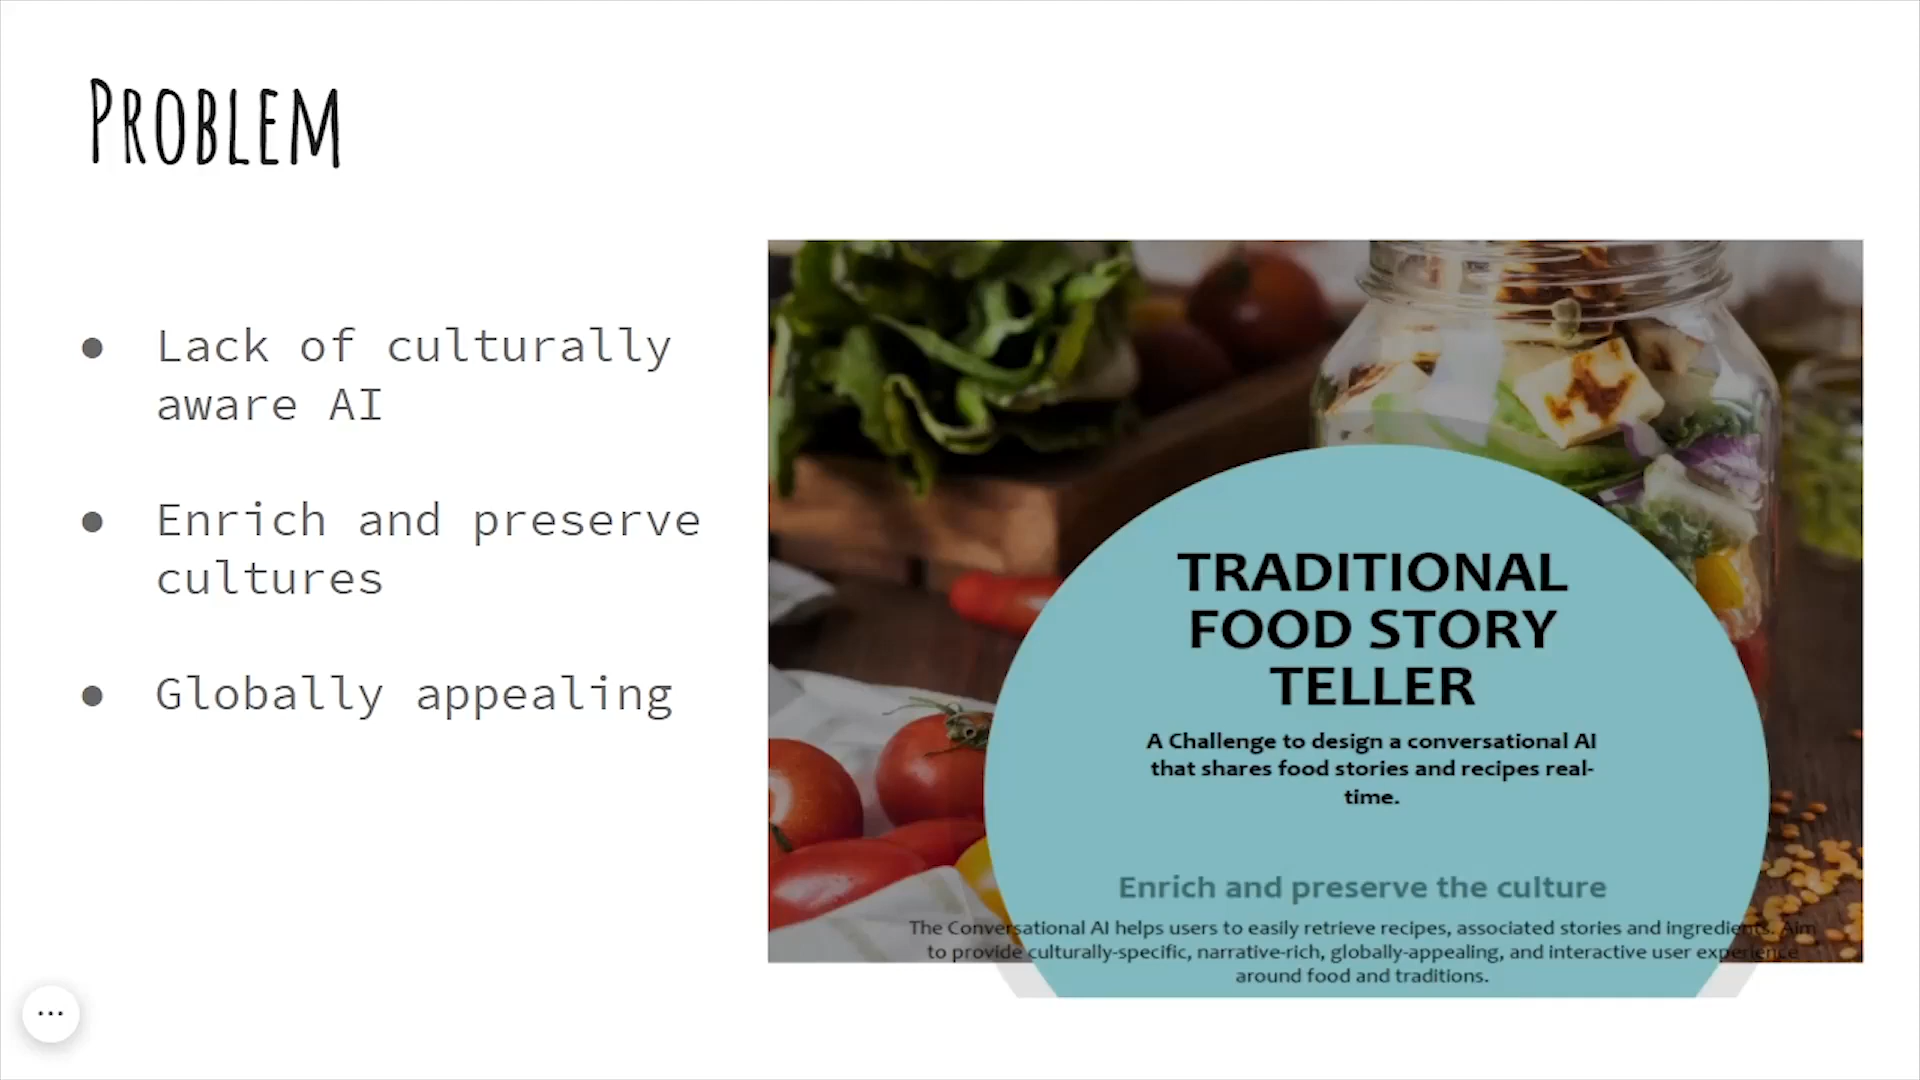 PROBLEM
● Lack of culturally
aware AI
● Enrich and preserve
cultures
● Globally appealing
TRADITIONAL
FOOD STORY
TELLER
A Challenge to design a conversational AI
that shares food stories and recipes real-
time.
Enrich and preserve the culture
The Conversational AI helps users to easily retrieve recipes, associated stories and ingredients. Aim
to provide culturally-specific, narrative-rich, globally-appealing, and interactive user experience
around food and traditions.